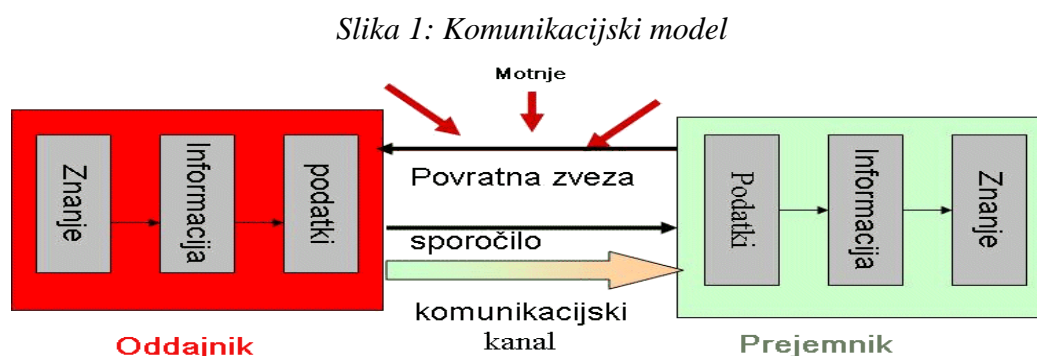 Slika 1: Komunikacijski model
Motnje
Znanje
Informacija
podatki
Povratna zveza
sporočilo
komunikacijski
kanal
Podatki
Informacija
Znanje
Oddajnik
Prejemnik